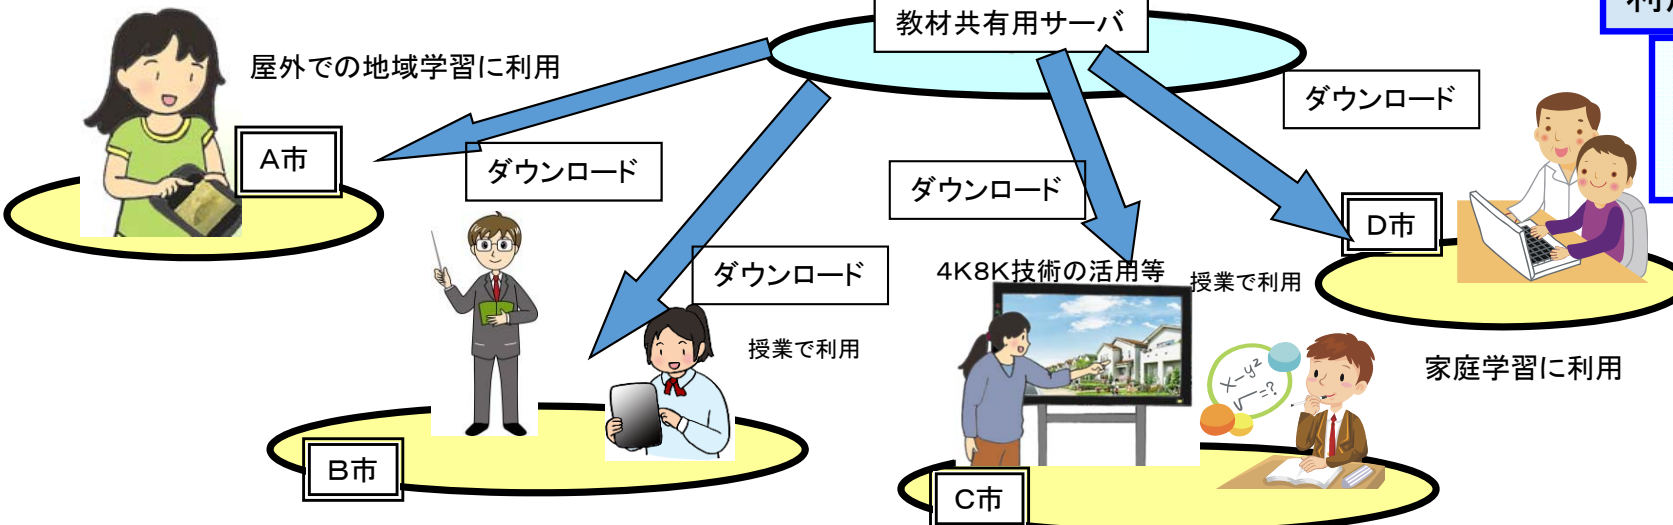 教材共有用サーバ
屋外での地域学習に利用
ダウンロード
A市
ダウンロード
ダウンロード
D市
ダウンロード
4K8K技術の活用等
授業で利用
授業で利用
家庭学習に利用
x-y²
√=?
B市
C市